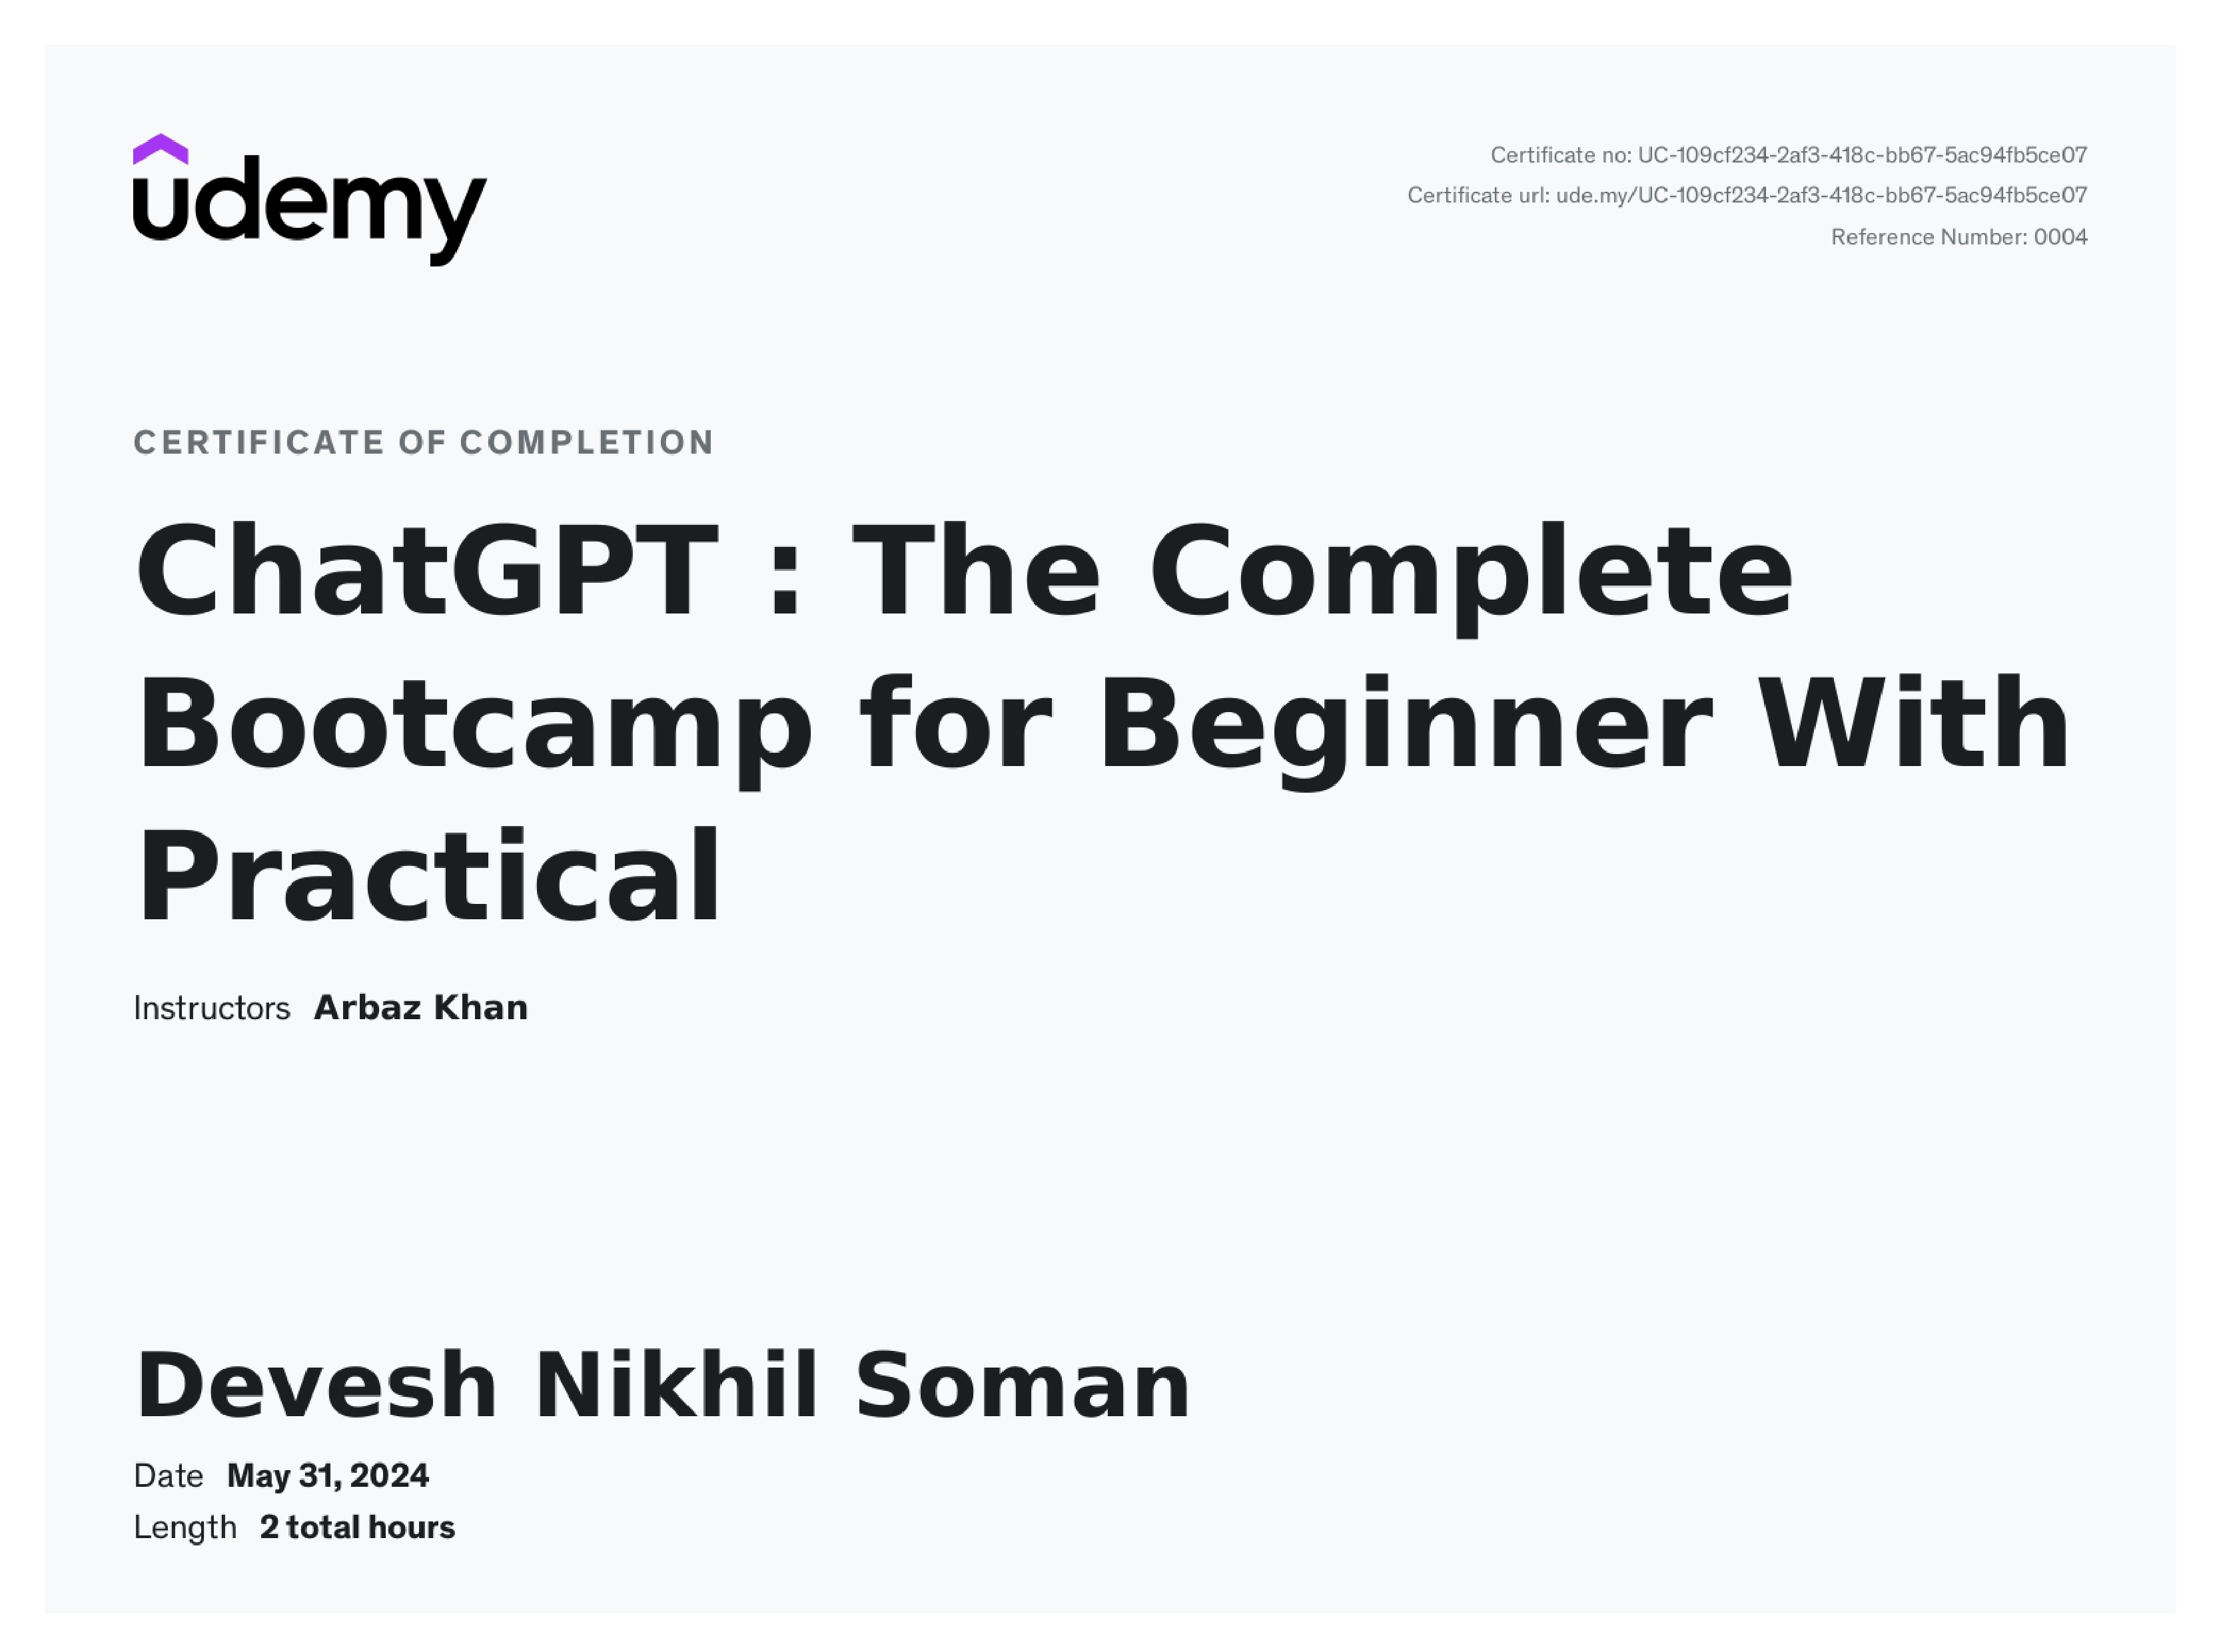 udemy
Certificate no: UC-109cf234-2af3-418c-bb67-5ac94fb5ce07
Certificate url: ude.my/UC-109cf234-2af3-418c-bb67-5ac94fb5ce07
Reference Number: 0004
CERTIFICATE OF COMPLETION
ChatGPT : The Complete
Bootcamp for Beginner With
Practical
Instructors Arbaz Khan
Devesh Nikhil Soman
Date May 31, 2024
Length 2 total hours